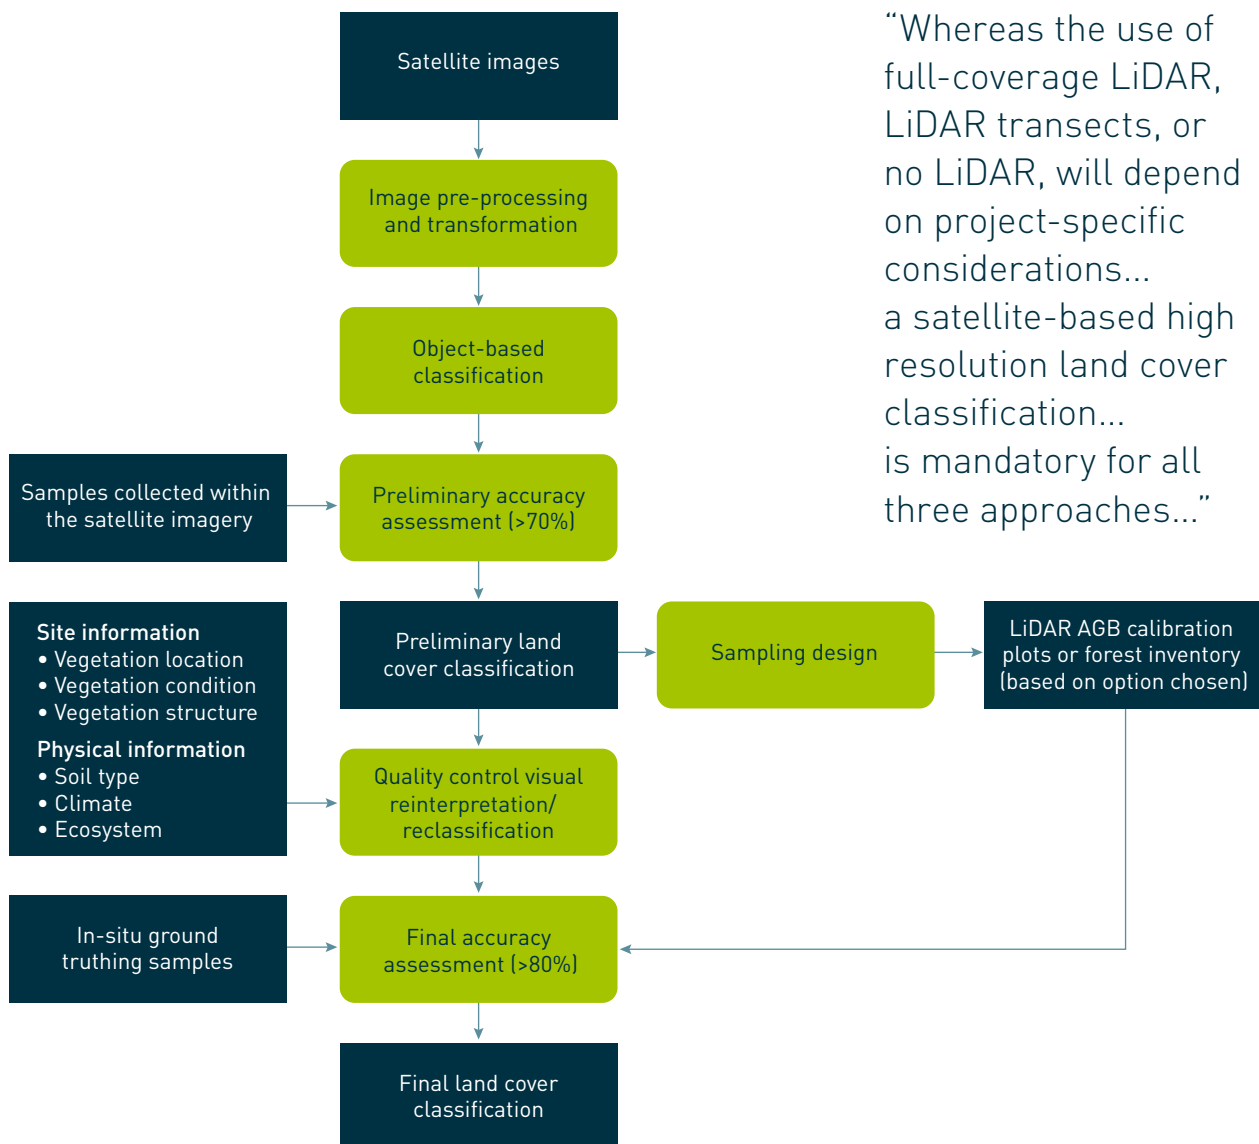 Satellite images
“Whereas the use of
full-coverage LiDAR,
LiDAR transects, or
no LiDAR, will depend
on project-specific
considerations...
a satellite-based high
resolution land cover
classification...
is mandatory for all
three approaches...”
Image pre-processing
and transformation
Object-based
classification
Samples collected within
the satellite imagery
Preliminary accuracy
assessment (>70%)
Site information
• Vegetation location
• Vegetation condition
• Vegetation structure
Physical information
• Soil type
• Climate
• Ecosystem
Preliminary land
cover classification
Sampling design
LiDAR AGB calibration
plots or forest inventory
(based on option chosen)
Quality control visual
reinterpretation/
reclassification
In-situ ground
truthing samples
Final accuracy
assessment (>80%)
Final land cover
classification